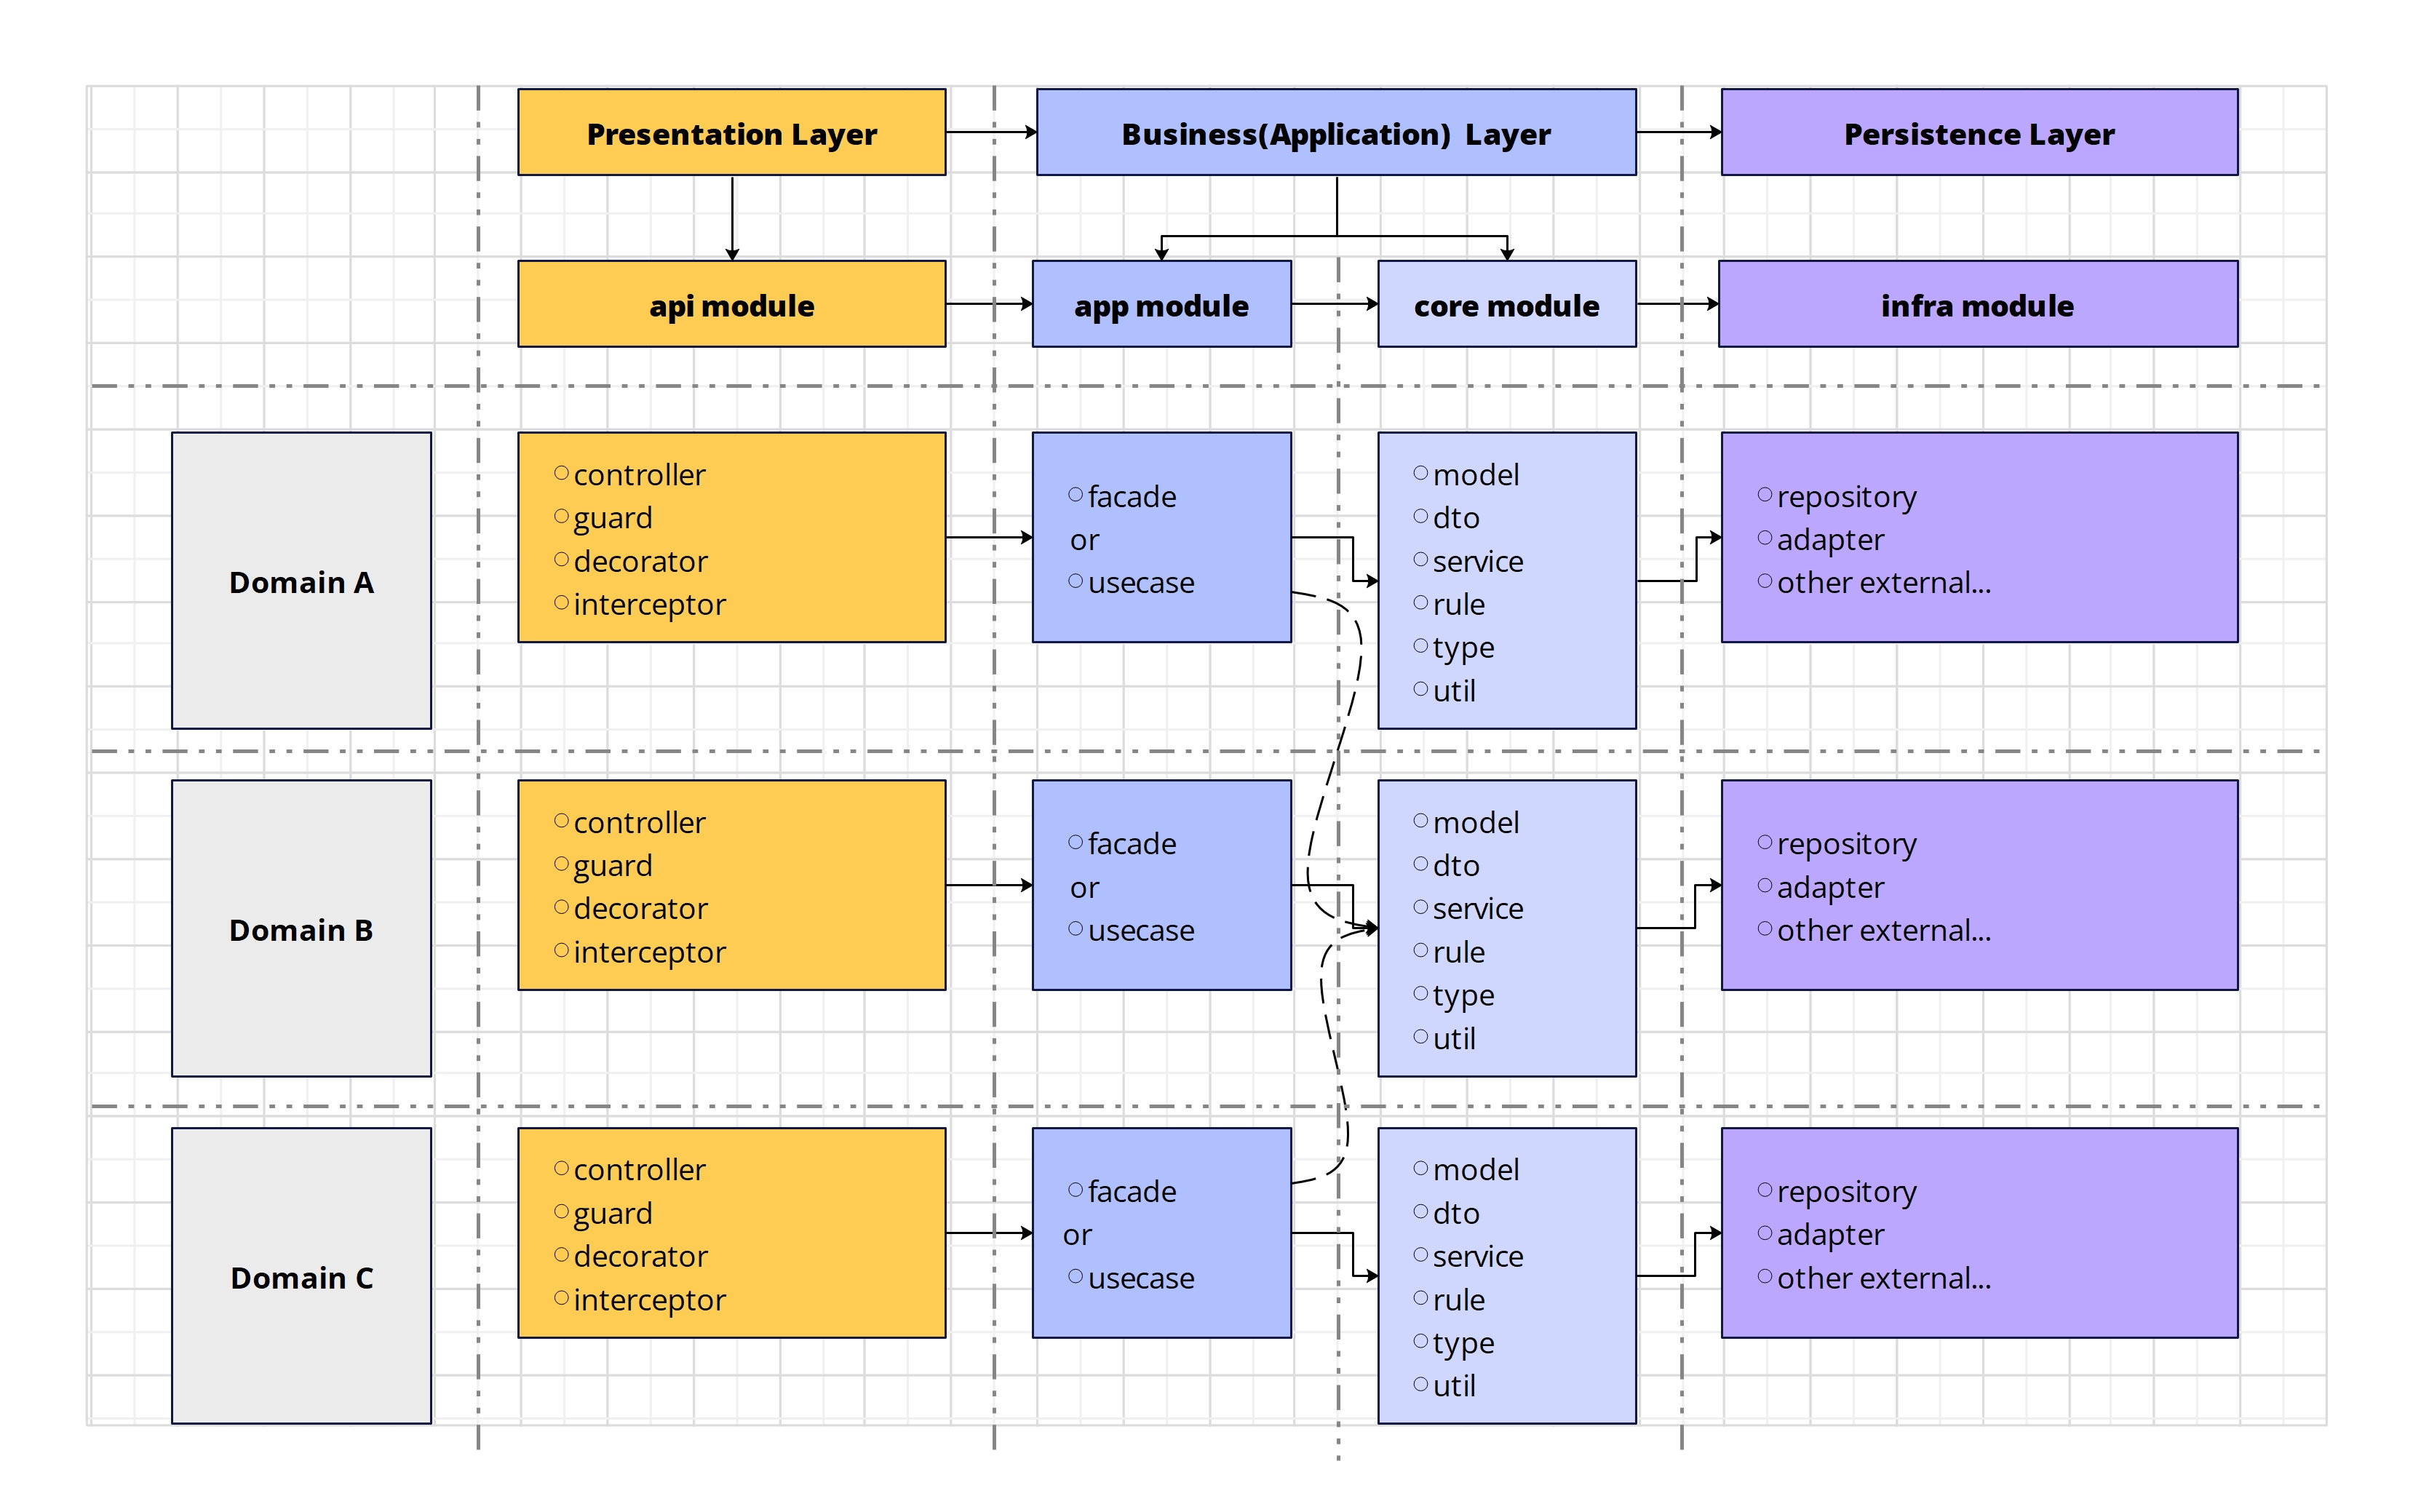 Presentation Layer
Business(Application) Layer
Persistence Layer
api module
app module
core module
infra module
Domain A
controller
guard
decorator
interceptor
facade
or
usecase
model
dto
service
rule
type
util
repository
adapter
other external...
Domain B
controller
guard
decorator
interceptor
facade
or
usecase
model
dto
service
rule
type
util
repository
adapter
other external...
Domain C
controller
guard
decorator
interceptor
facade
or
usecase
model
dto
service
rule
type
util
repository
adapter
other external...